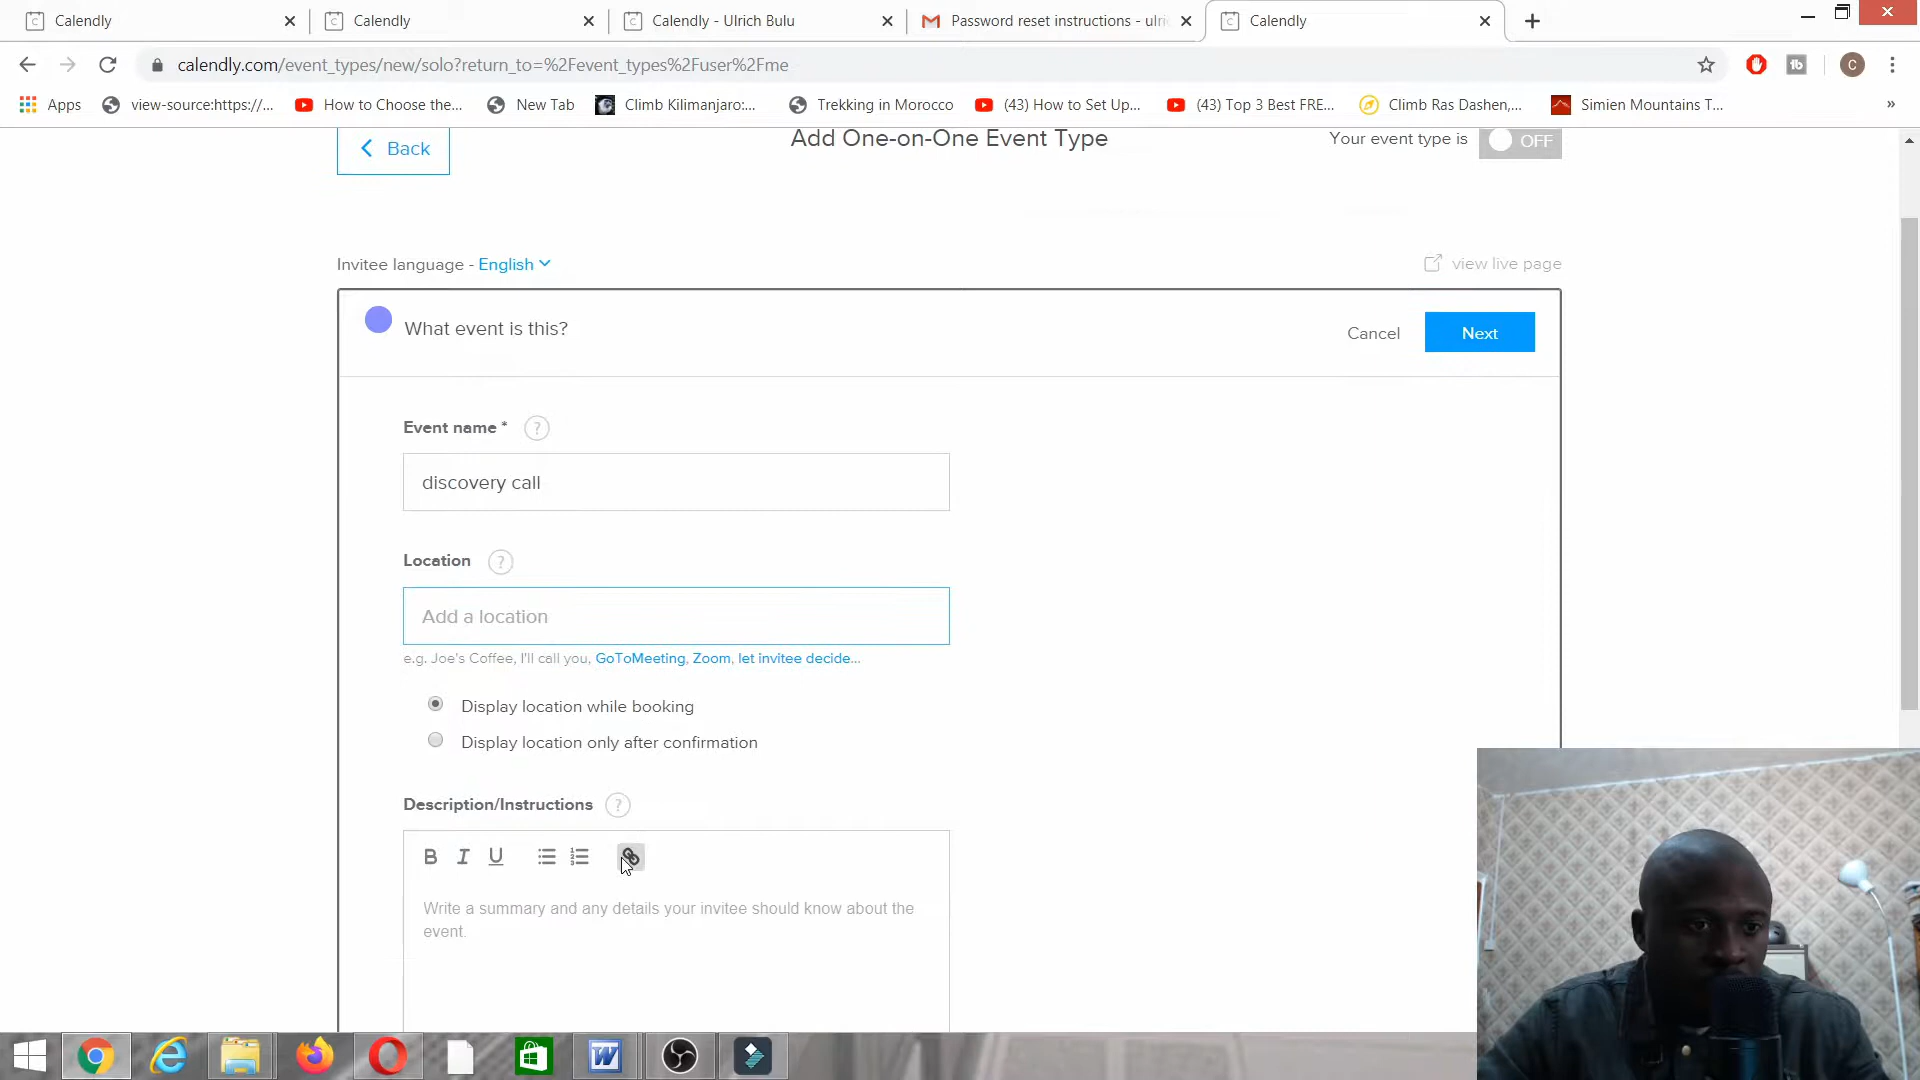 Calendly
Calendly
Calendly - Ulrich Bulu
Password reset instructions - ulri
Calendly
calendly.com/event_types/new/solo?return_to=%2Fevent_types%2Fuser%2Fme
Apps
view-source:https://...
How to Choose the...
New Tab
Climb Kilimanjaro:...
Trekking in Morocco
(43) How to Set Up...
(43) Top 3 Best FRE...
Climb Ras Dashen,...
Simien Mountains T...
»
Back
Add One-on-One Event Type
Your event type is
OFF
Invitee language - English
view live page
What event is this?
Cancel
Next
Event name *
?
discovery call
Location
?
Add a location
e.g. Joe's Coffee, I'll call you, GoToMeeting, Zoom, let invitee decide...
Display location while booking
Display location only after confirmation
Description/Instructions
?
B I U
Write a summary and any details your invitee should know about the
event.